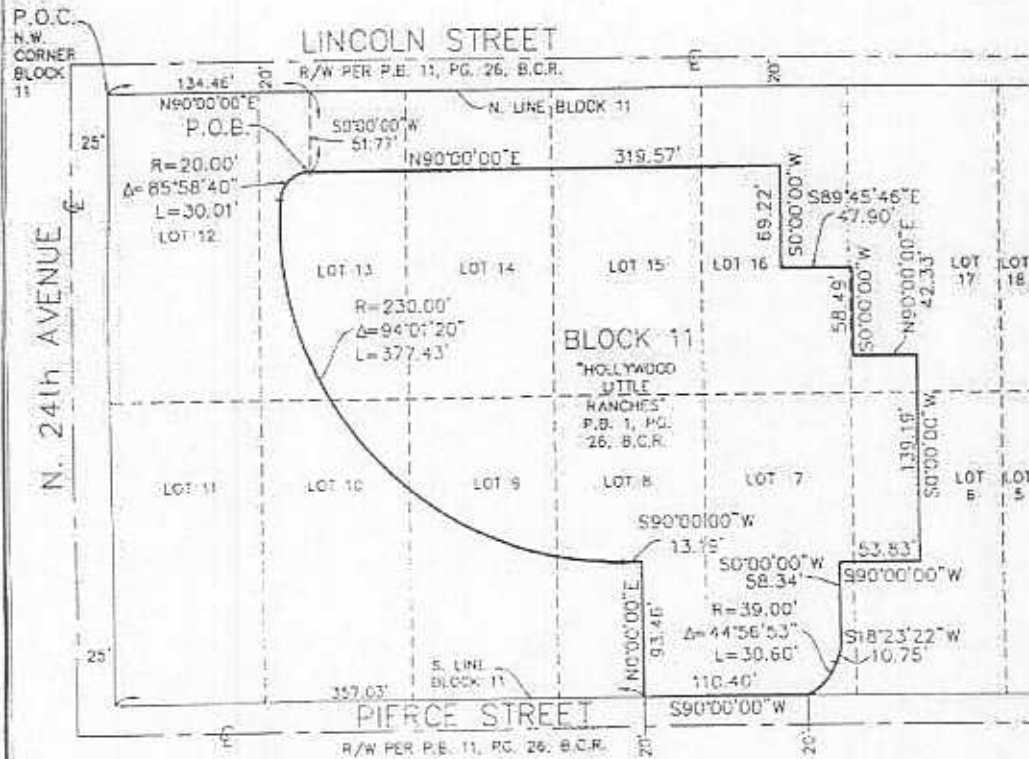 P.O.C.
N.W.
CORNER
BLOCK
11
LINCOLN STREET
R/W PER P.B. 11, PG. 26, B.C.R.
134.46'
20'
20'
N90°00'00"E
N. LINE BLOCK 11
25'
P.O.B.
S0°00'00"W
51.77'
N90°00'00"E
319.57'
R=20.00'
Δ=85°58'40"
L=30.01'
LOT 12
69.22'
S0°00'00"W
S89°45'46"E
47.90'
LOT 13
LOT 14
LOT 15
LOT 16
58.49'
S0°00'00"W
N90°00'00"E
42.33'
LOT
17
LOT
18
R=230.00'
Δ=94°01'20"
L=377.43'
N. 24th AVENUE
BLOCK 11
"HOLLYWOOD
LITTLE
RANCHES"
P.B. 1, PG.
26, B.C.R.
139.19'
S0°00'00"W
LOT 11
LOT 10
LOT 9
LOT 8
LOT 7
LOT
6
LOT
5
S90°00'00"W
13.19'
53.83'
S90°00'00"W
S0°00'00"W
58.34'
N0°00'00"E
93.46'
R=39.00'
Δ=44°56'53"
L=30.60'
S18°23'22"W
10.75'
25'
S. LINE
BLOCK 11
357.03'
110.40'
S90°00'00"W
PIERCE STREET
20'
20'
R/W PER P.B. 11, PG. 26, B.C.R.